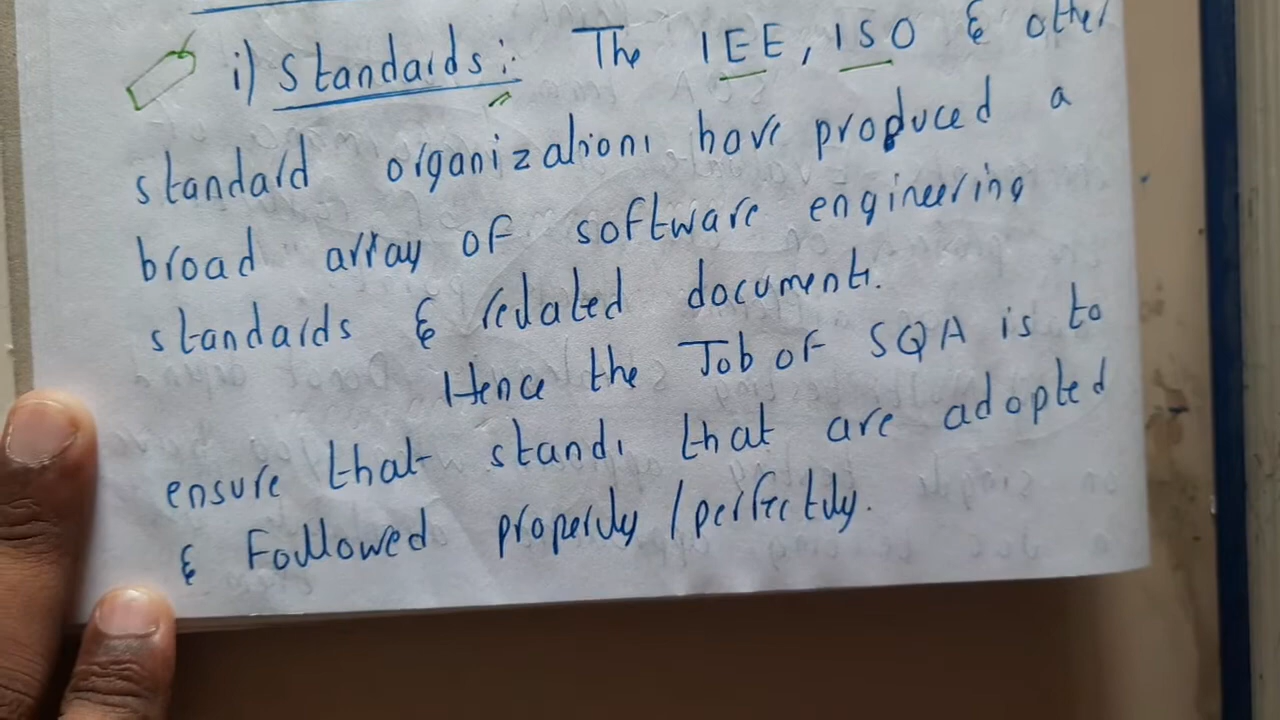 i) Standards:- The IEE, ISO & other
standard organizations have produced a
broad array of software engineering
standards & related documents.
Hence the Job of SQA is to
ensure that stands that are adopted
& Followed properly / perfectly.